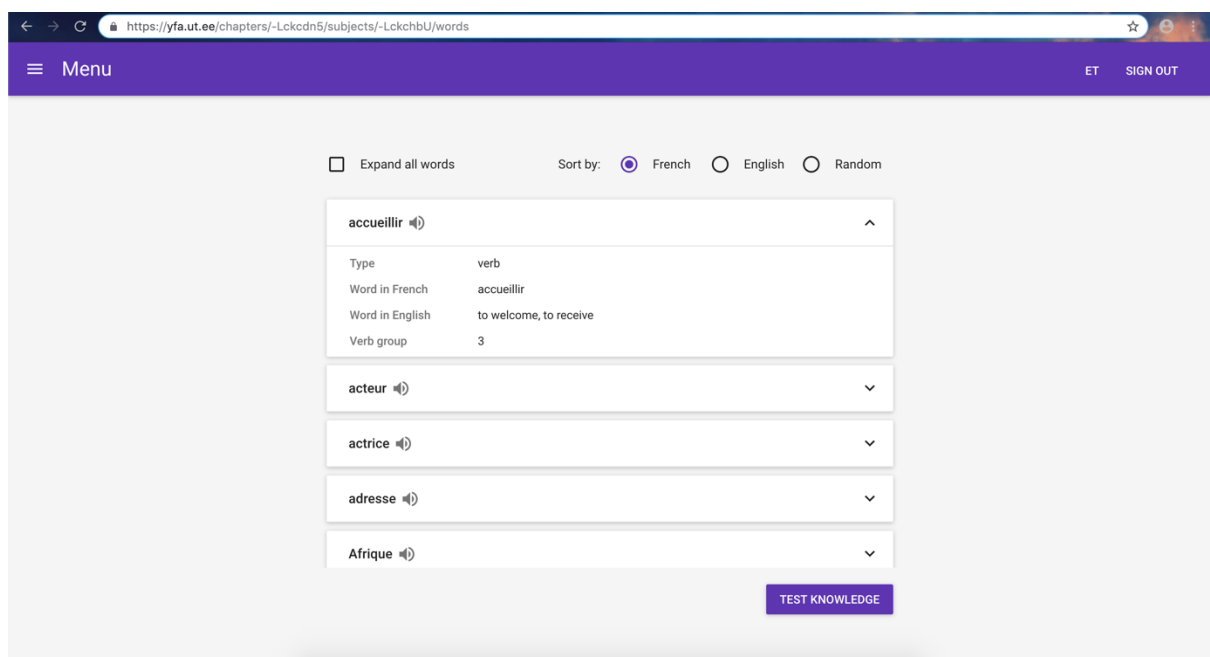 https://yfa.ut.ee/chapters/-Lckcdn5/subjects/-LckchbU/words
Menu ET SIGN OUT
Expand all words Sort by: French English Random
accueillir
Type verb
Word in French accueillir
Word in English to welcome, to receive
Verb group 3
acteur
actrice
adresse
Afrique
TEST KNOWLEDGE